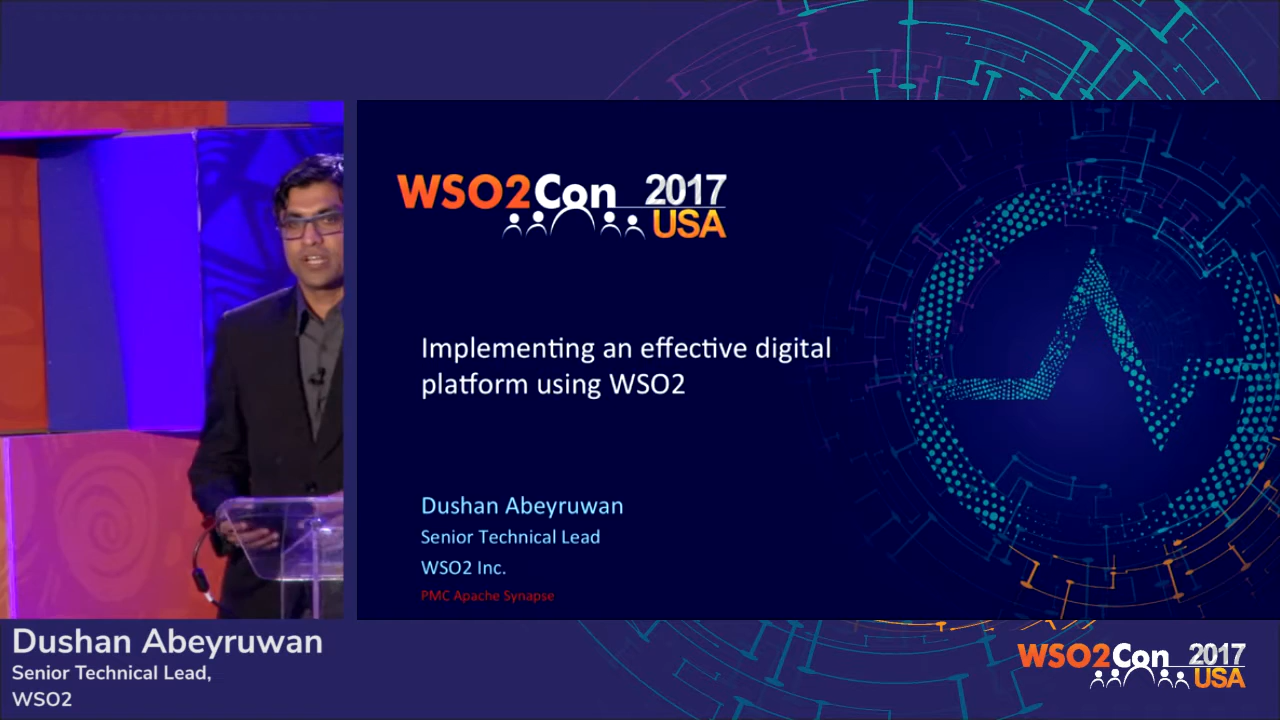 WSO2Con 2017
USA
Implementing an effective digital
platform using WSO2
Dushan Abeyruwan
Senior Technical Lead
WSO2 Inc.
PMC Apache Synapse
Dushan Abeyruwan
Senior Technical Lead,
WSO2
WSO2Con 2017
USA